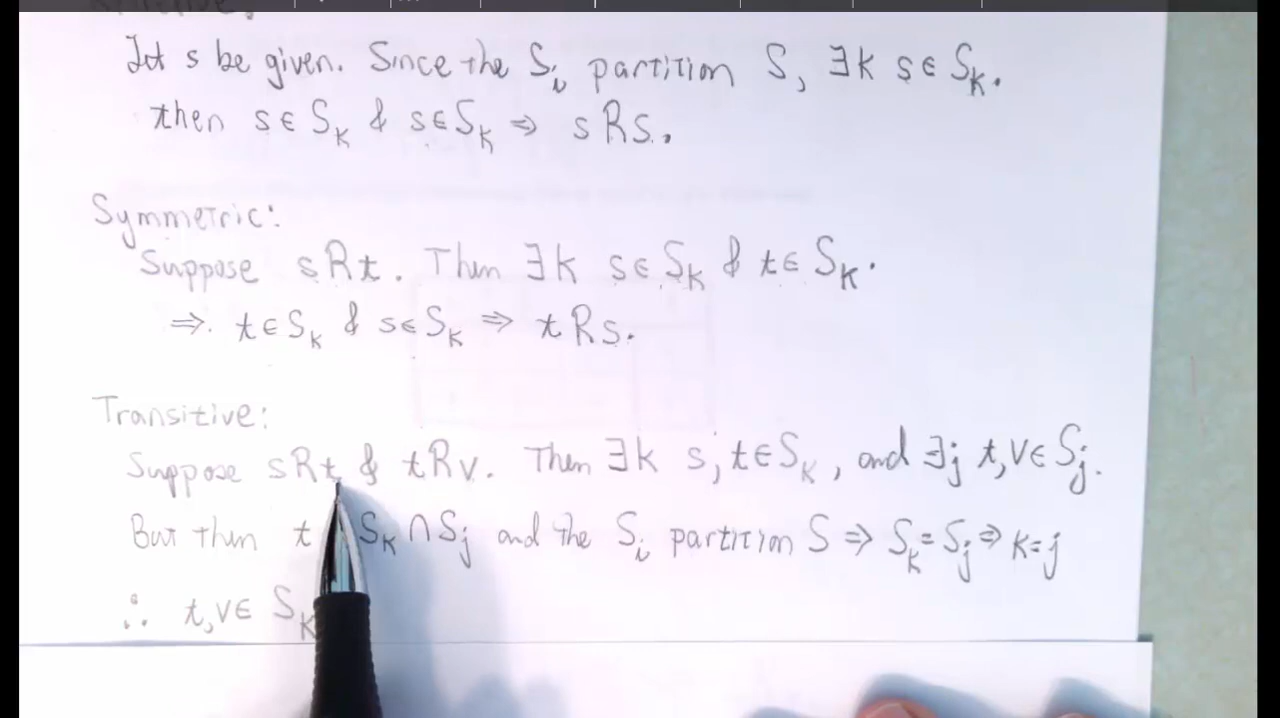 Let s be given. Since the Sᵢ partition S, ∃k s∈Sₖ.
then s∈Sₖ & s∈Sₖ ⇒ sRs.
Symmetric:
Suppose sRt. Then ∃k s∈Sₖ & t∈Sₖ.
⇒ t∈Sₖ & s∈Sₖ ⇒ tRs.
Transitive:
Suppose sRt & tRv. Then ∃k s,t∈Sₖ, and ∃j t,v∈Sⱼ.
But then t Sₖ∩Sⱼ and the Sᵢ partition S ⇒ Sₖ=Sⱼ ⇒ k=j
∴ t,v∈ Sₖ